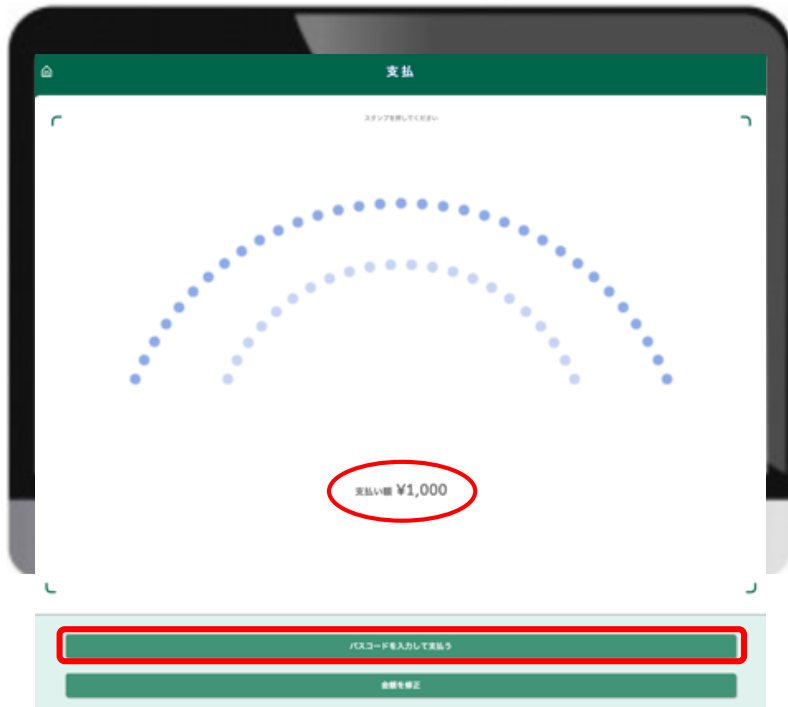 支払
スタンプを押してください
支払い額 ¥1,000
パスコードを入力して支払う
金額を修正